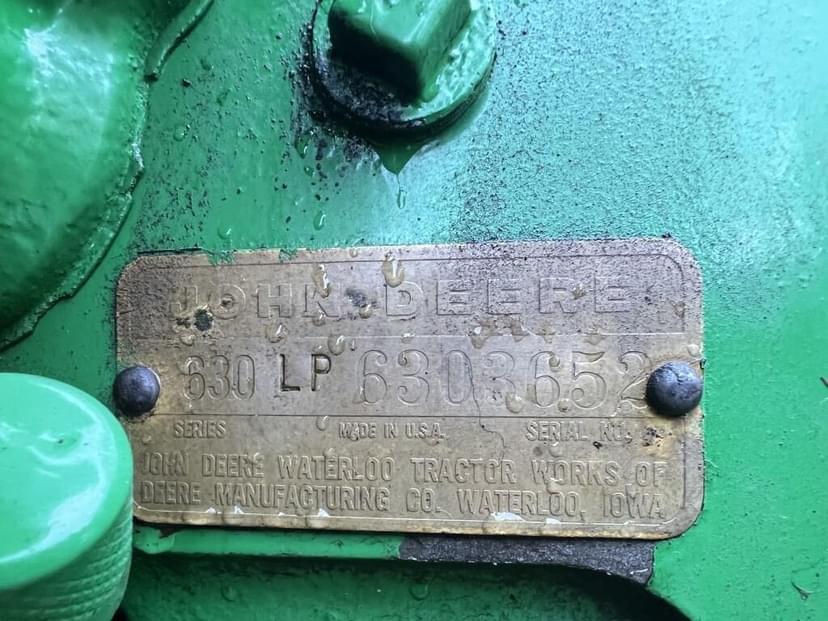 JOHN DEERE
630 LP 6303652
SERIES MADE IN U.S.A. SERIAL NO.
JOHN DEERE WATERLOO TRACTOR WORKS OF
DEERE MANUFACTURING CO. WATERLOO, IOWA